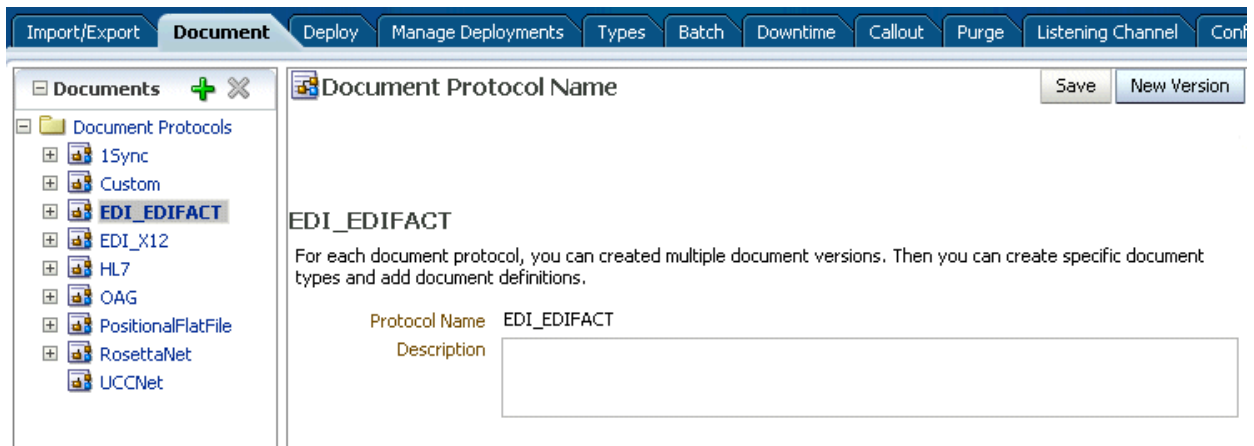 Import/Export Document Deploy Manage Deployments Types Batch Downtime Callout Purge Listening Channel Conf
Documents
Document Protocols
1Sync
Custom
EDI_EDIFACT
EDI_X12
HL7
OAG
PositionalFlatFile
RosettaNet
UCCNet
Document Protocol Name
Save New Version
EDI_EDIFACT
For each document protocol, you can created multiple document versions. Then you can create specific document
types and add document definitions.
Protocol Name EDI_EDIFACT
Description